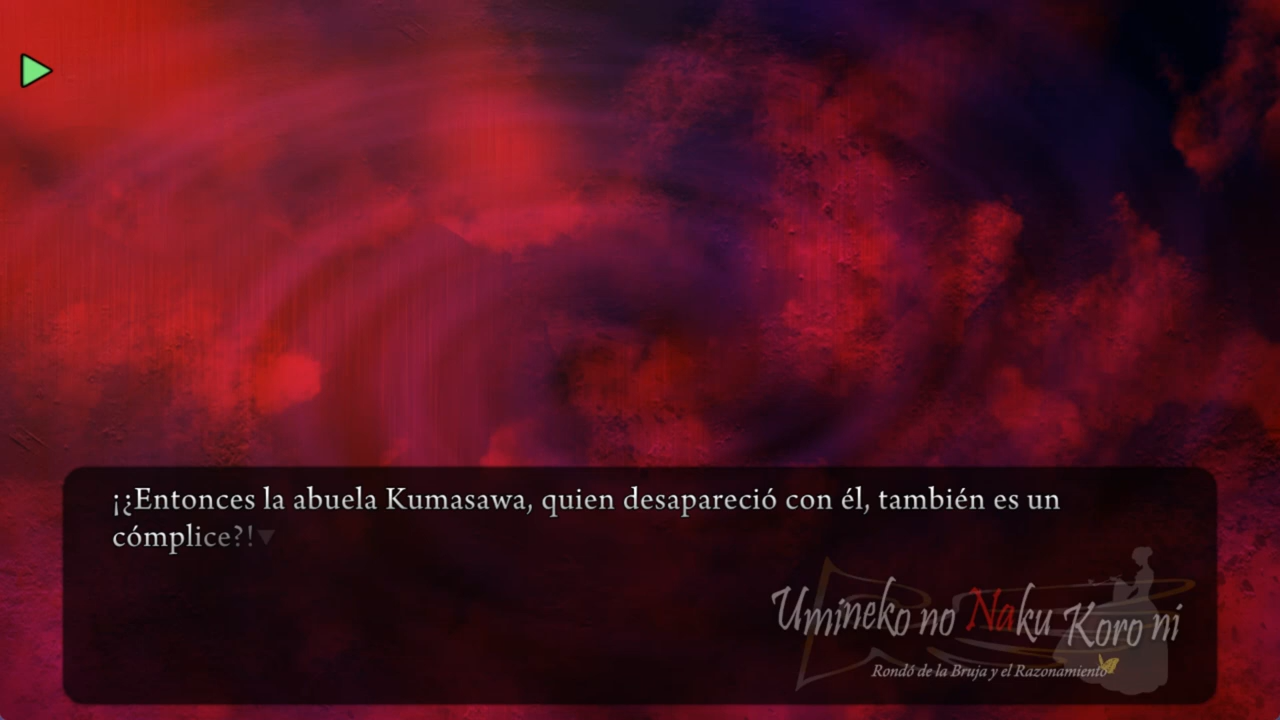 ¡¿Entonces la abuela Kumasawa, quien desapareció con él, también es un
cómplice?!
Umineko no Naku Koro ni
Rondó de la Bruja y el Razonamiento